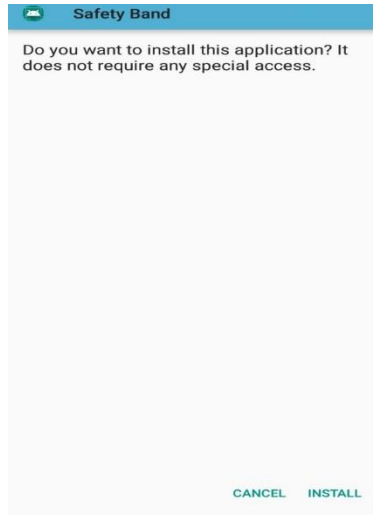 Safety Band
Do you want to install this application? It
does not require any special access.
CANCEL INSTALL